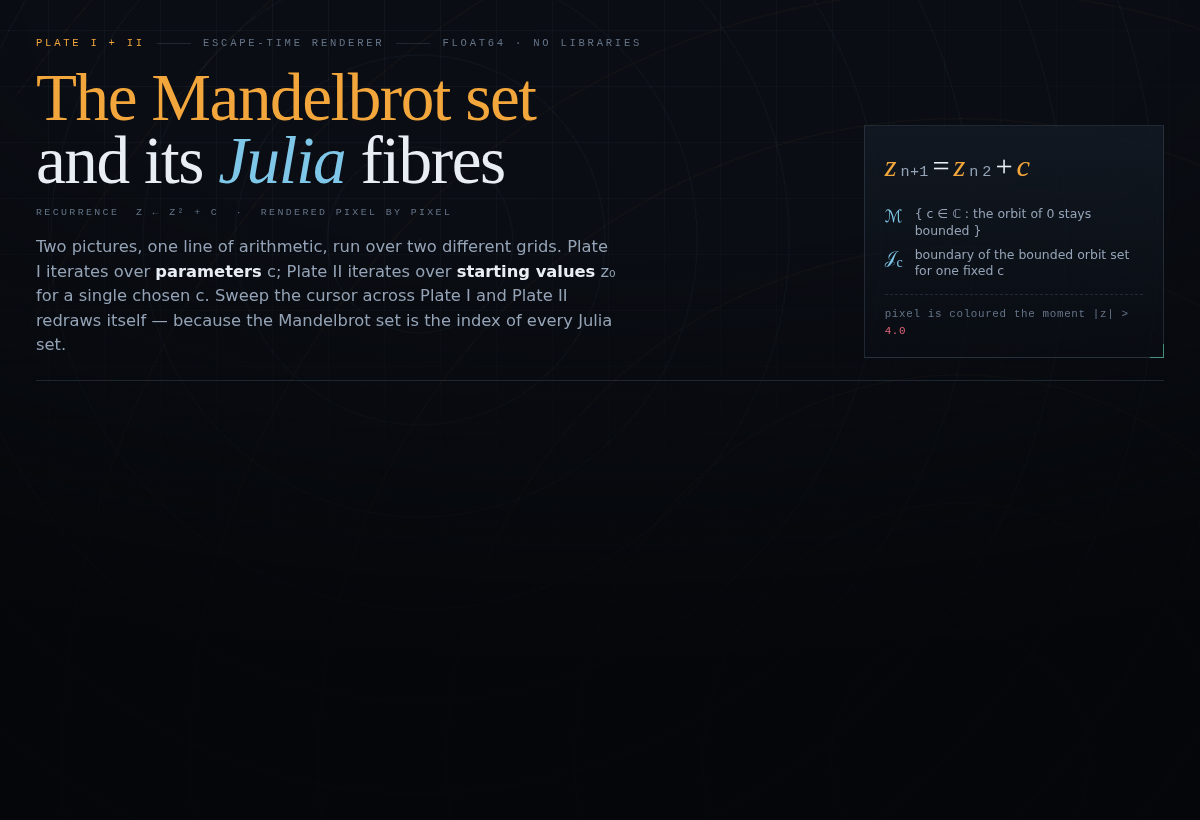 PLATE I + II ESCAPE-TIME RENDERER FLOAT64 · NO LIBRARIES
The Mandelbrot set
and its Julia fibres
RECURRENCE Z ← Z² + C · RENDERED PIXEL BY PIXEL
Two pictures, one line of arithmetic, run over two different grids. Plate
I iterates over parameters c; Plate II iterates over starting values z₀
for a single chosen c. Sweep the cursor across Plate I and Plate II
redraws itself — because the Mandelbrot set is the index of every Julia
set.
z n+1 = z n 2 + c
ℳ { c ∈ ℂ : the orbit of 0 stays
bounded }
𝒥c boundary of the bounded orbit set
for one fixed c
pixel is coloured the moment |z| >
4.0